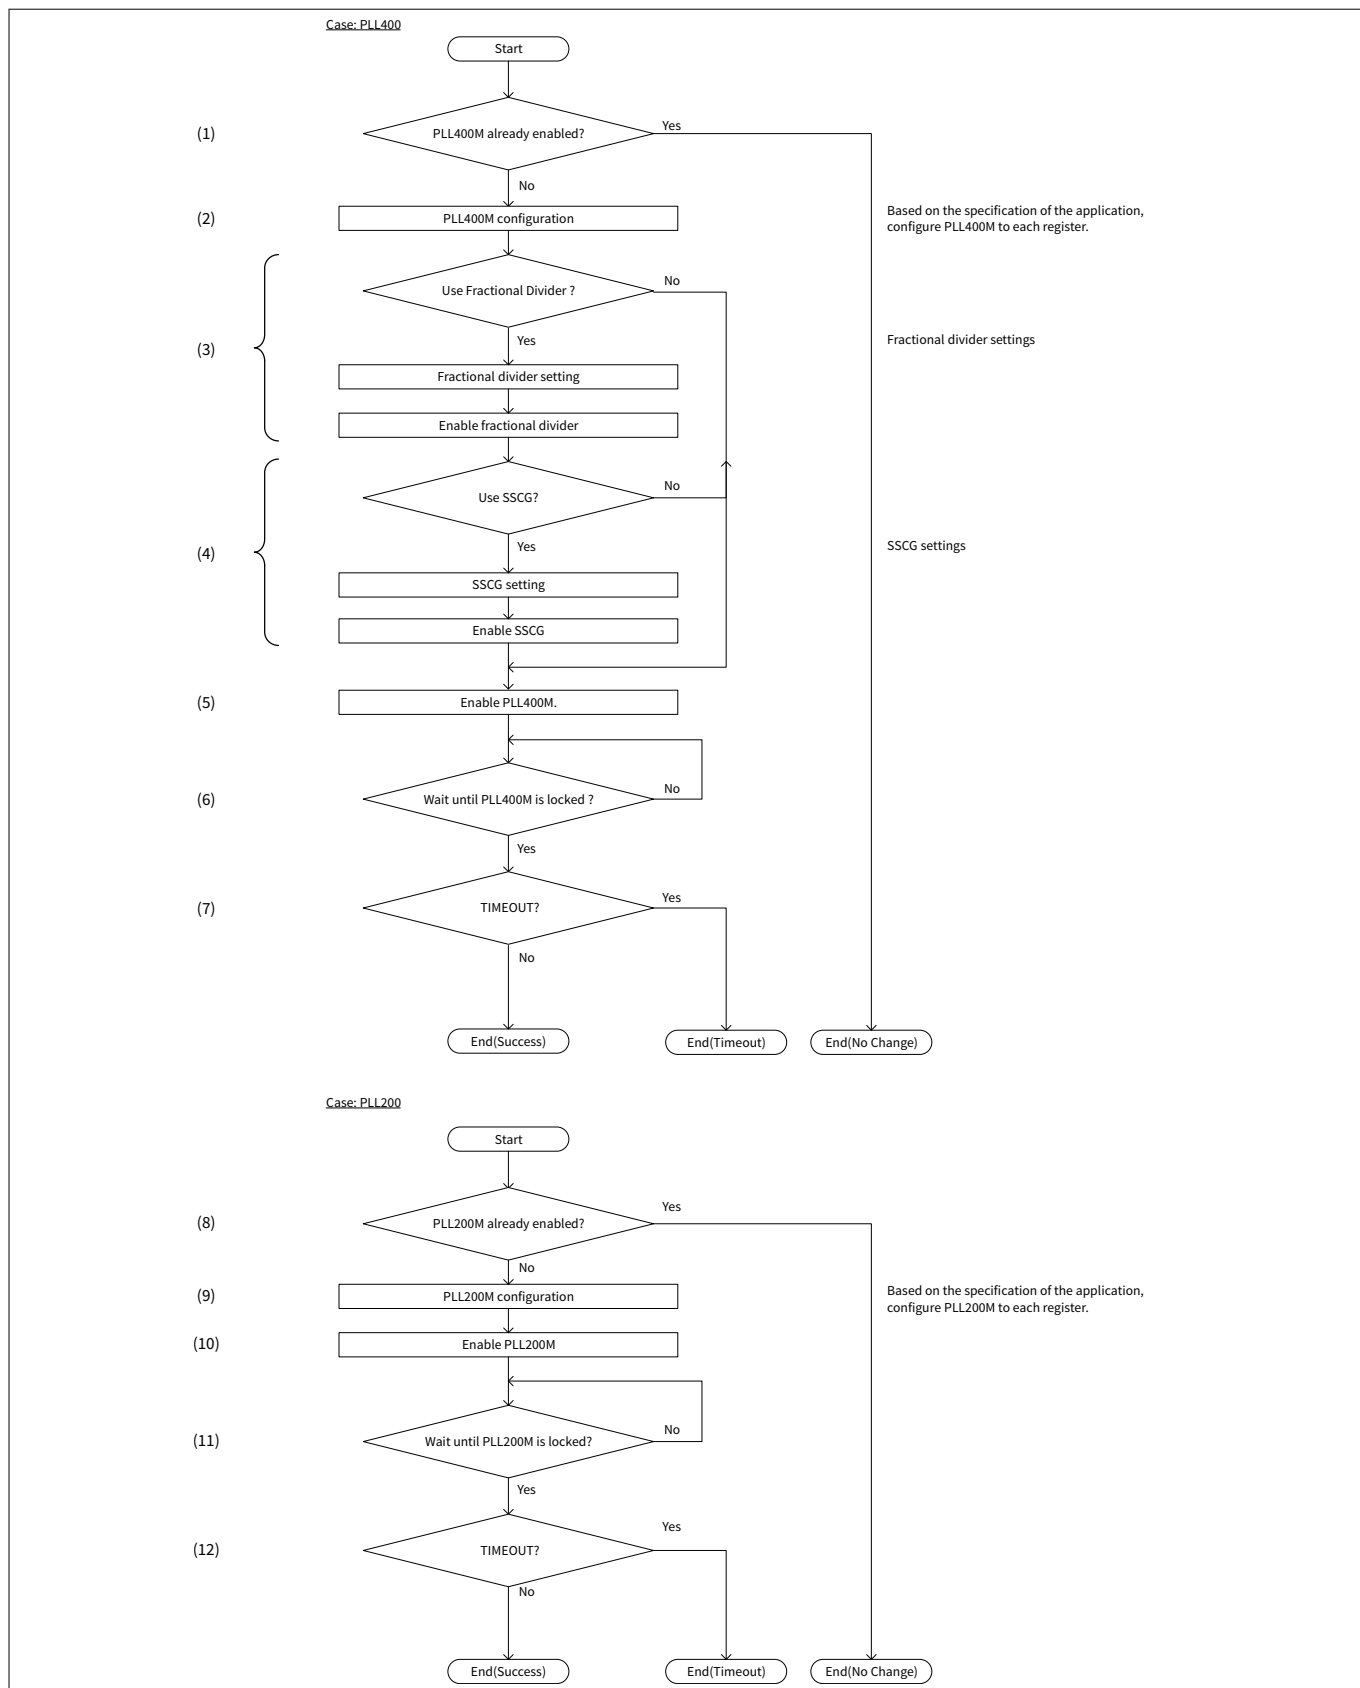 Case: PLL400
Start
(1)
PLL400M already enabled?
Yes
No
(2)
PLL400M configuration
Based on the specification of the application,
configure PLL400M to each register.
Use Fractional Divider ?
No
(3)
Yes
Fractional divider settings
Fractional divider setting
Enable fractional divider
Use SSCG?
No
(4)
Yes
SSCG settings
SSCG setting
Enable SSCG
(5)
Enable PLL400M.
(6)
Wait until PLL400M is locked ?
No
Yes
(7)
TIMEOUT?
Yes
No
End(Success)
End(Timeout)
End(No Change)
Case: PLL200
Start
(8)
PLL200M already enabled?
Yes
No
(9)
PLL200M configuration
Based on the specification of the application,
configure PLL200M to each register.
(10)
Enable PLL200M
(11)
Wait until PLL200M is locked?
No
Yes
(12)
TIMEOUT?
Yes
No
End(Success)
End(Timeout)
End(No Change)